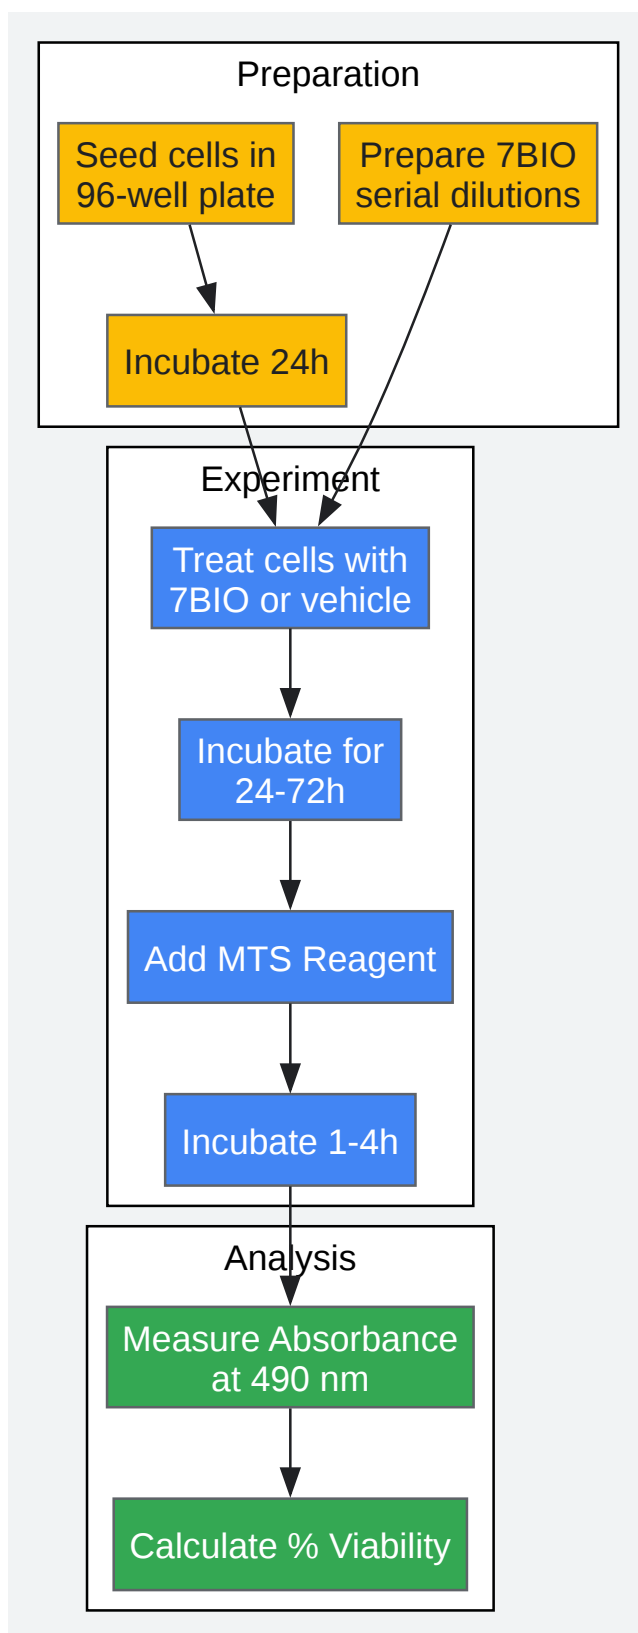 Preparation
Seed cells in
96-well plate
Prepare 7BIO
serial dilutions
Incubate 24h
Experiment
Treat cells with
7BIO or vehicle
Incubate for
24-72h
Add MTS Reagent
Incubate 1-4h
Analysis
Measure Absorbance
at 490 nm
Calculate % Viability